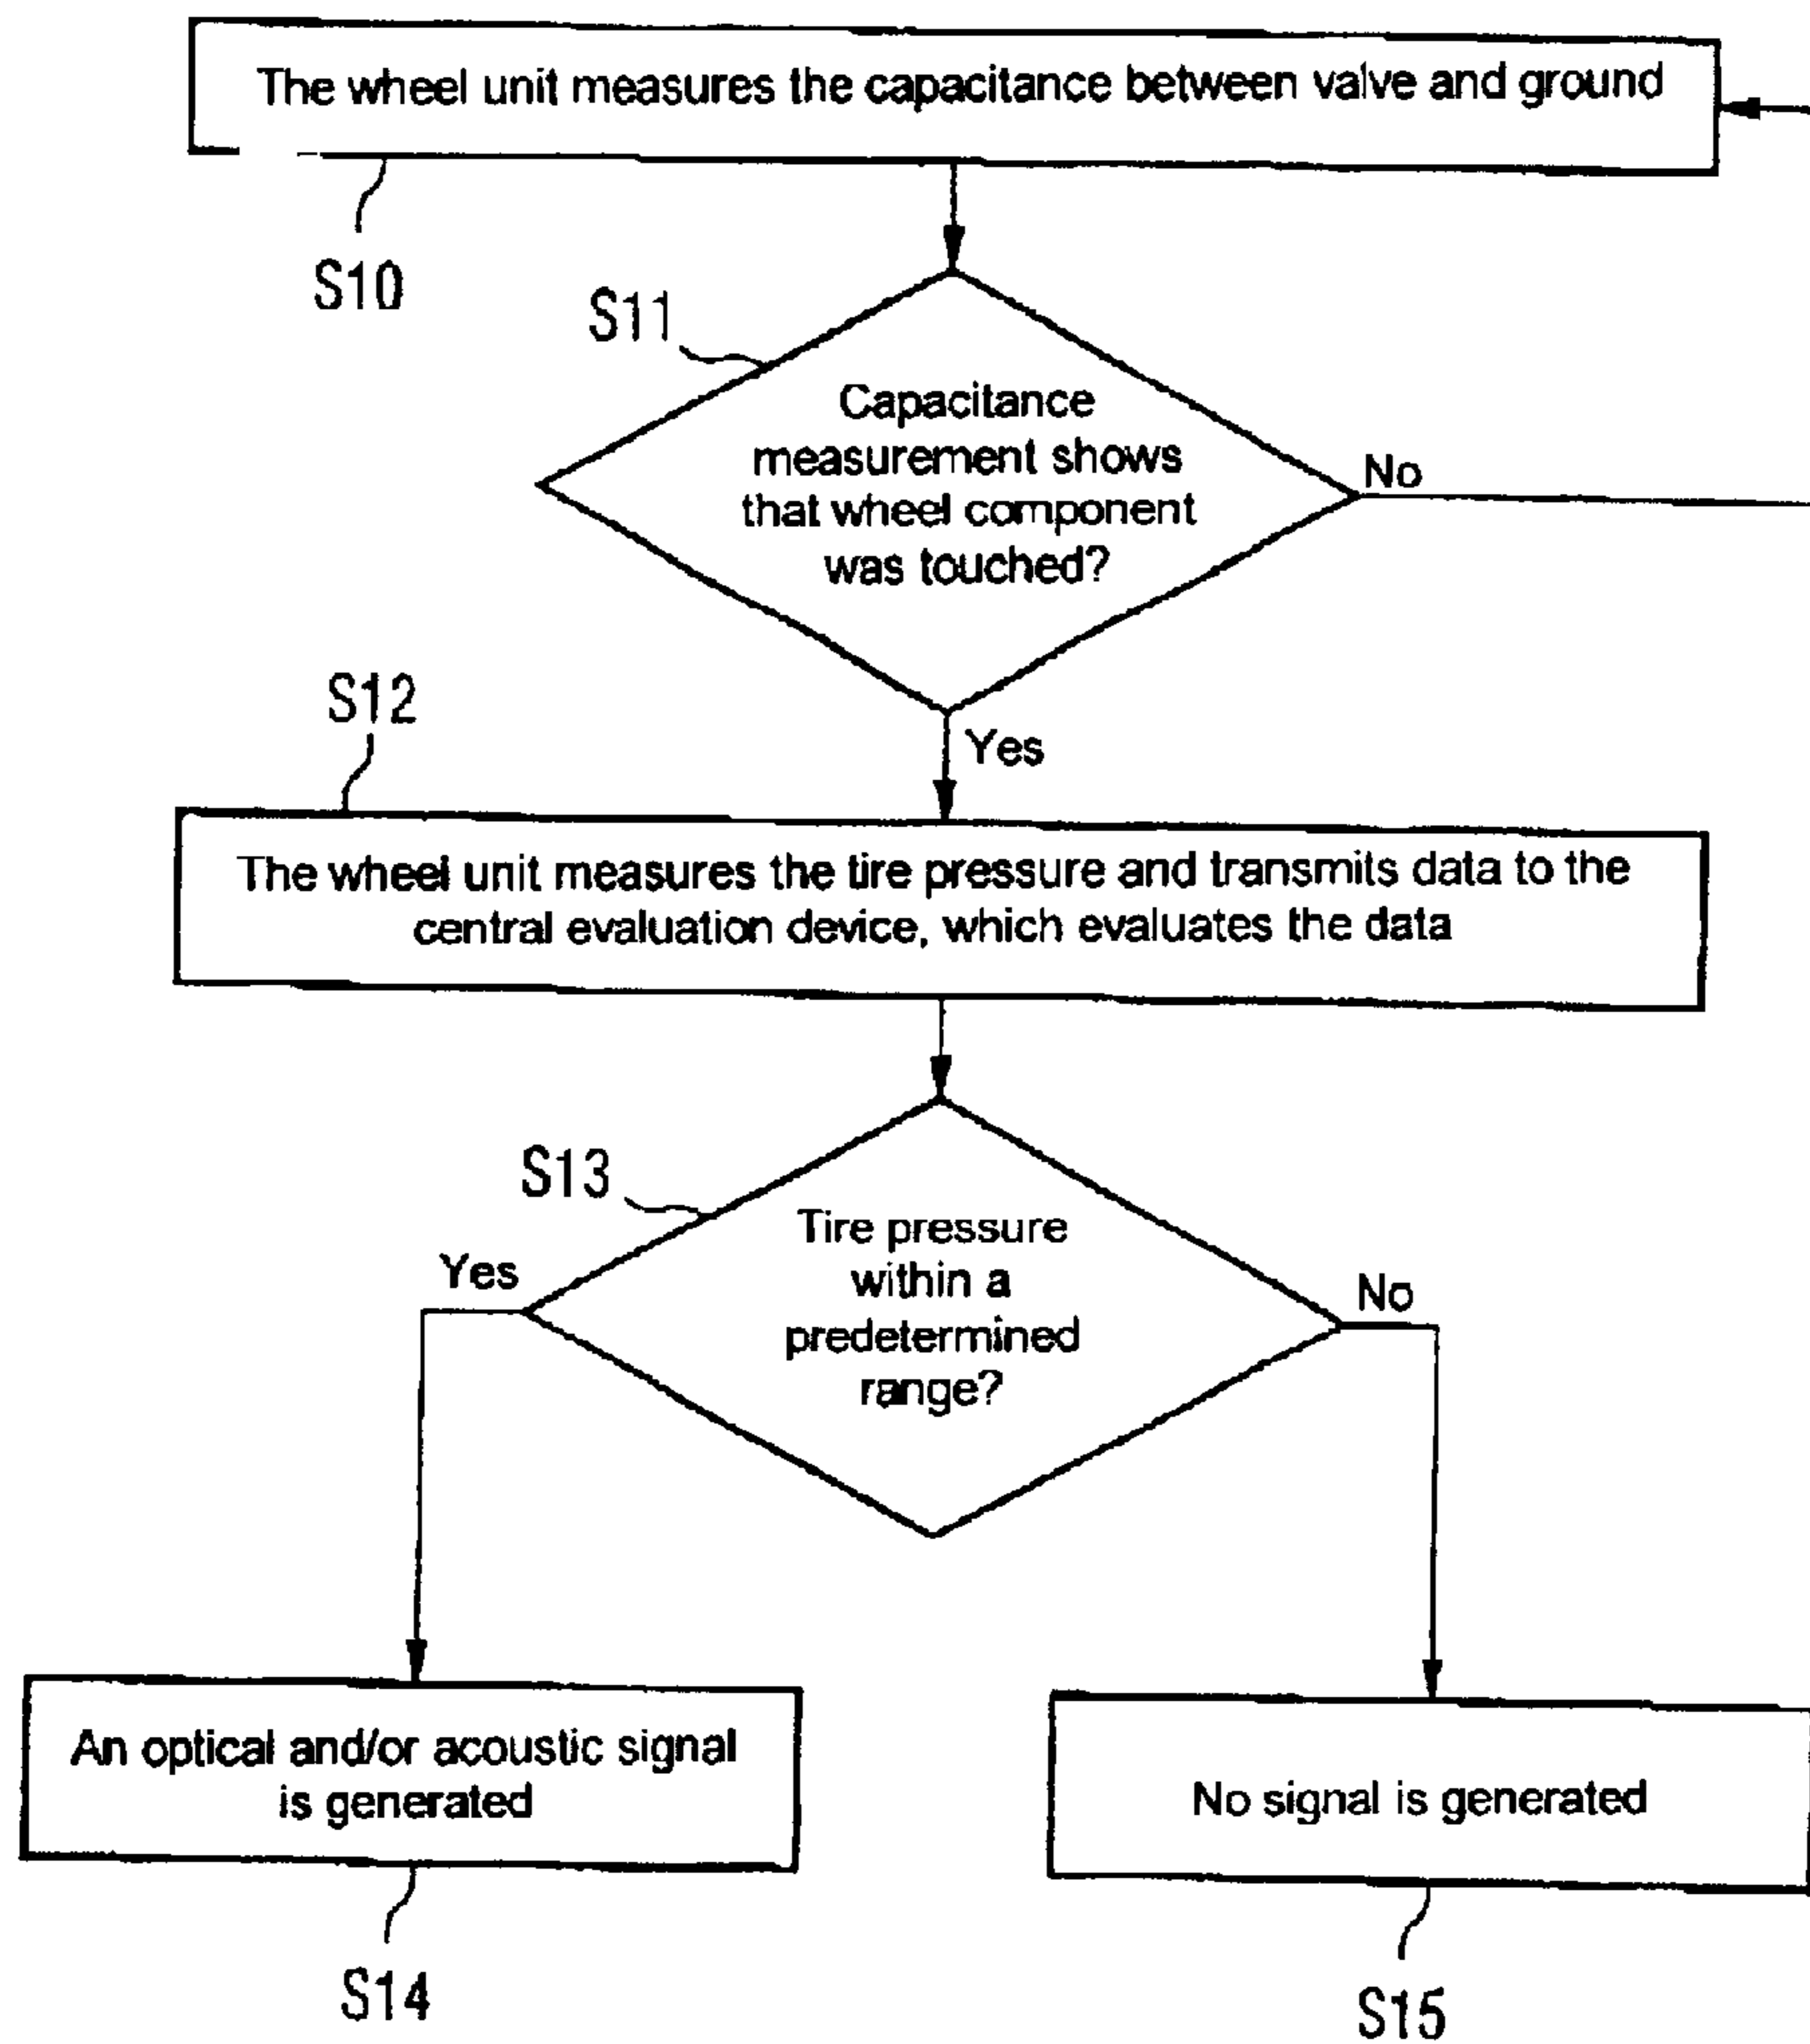 The wheel unit measures the capacitance between valve and ground
S10
S11
Capacitance
measurement shows
that wheel component
was touched?
No
Yes
S12
The wheel unit measures the tire pressure and transmits data to the
central evaluation device, which evaluates the data
S13
Tire pressure
within a
predetermined
range?
Yes
No
An optical and/or acoustic signal
is generated
No signal is generated
S14
S15